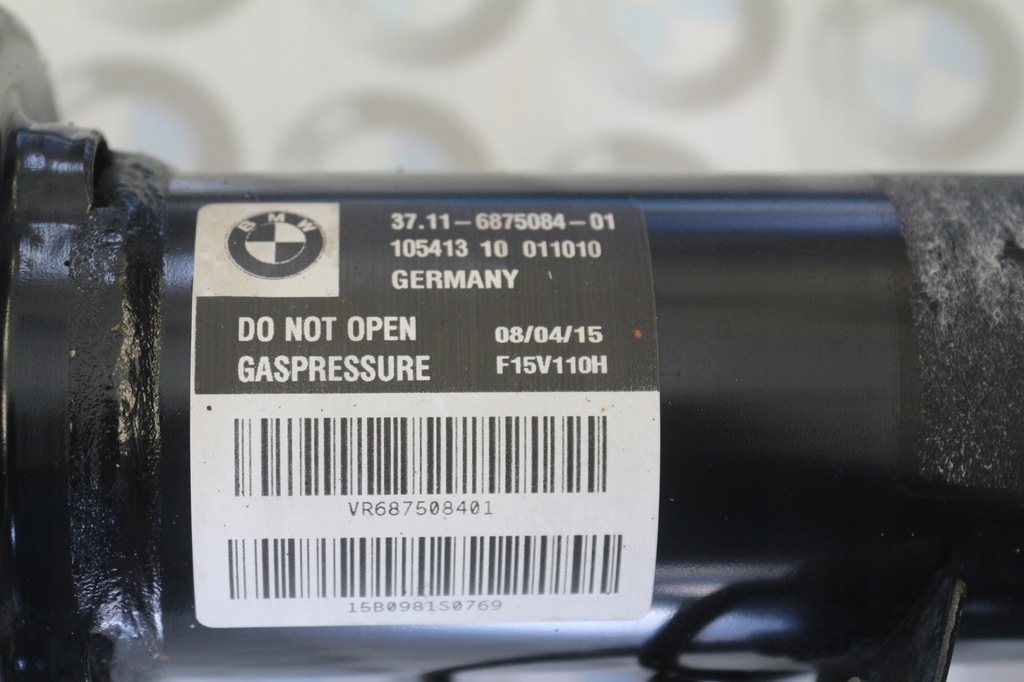 BMW
37.11-6875084-01
105413 10 011010
GERMANY
DO NOT OPEN
08/04/15
GASPRESSURE
F15V110H
VR687508401
15B0981S0769